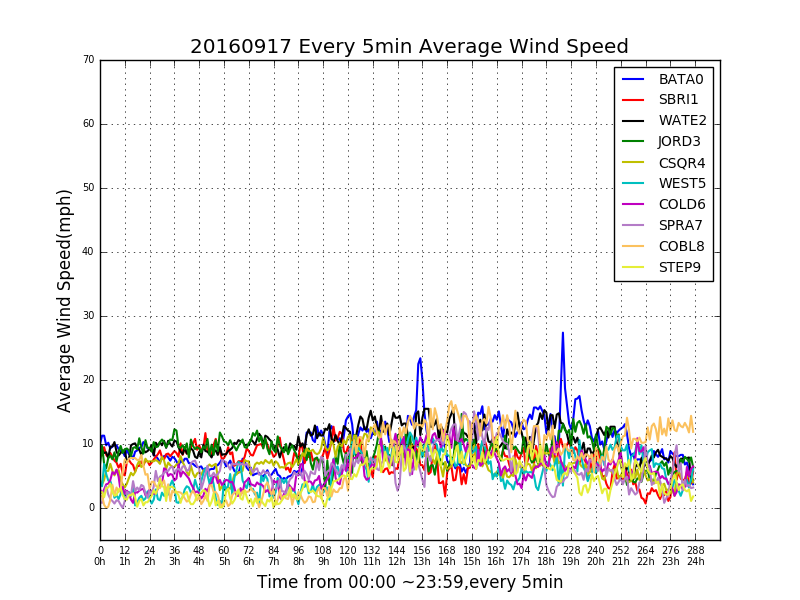 20160917 Every 5min Average Wind Speed
70
60
50
40
30
20
10
0
Average Wind Speed(mph)
BATA0
SBRI1
WATE2
JORD3
CSQR4
WEST5
COLD6
SPRA7
COBL8
STEP9
0 12 24 36 48 60 72 84 96 108 120 132 144 156 168 180 192 204 216 228 240 252 264 276 288
0h 1h 2h 3h 4h 5h 6h 7h 8h 9h 10h 11h 12h 13h 14h 15h 16h 17h 18h 19h 20h 21h 22h 23h 24h
Time from 00:00 ~23:59,every 5min